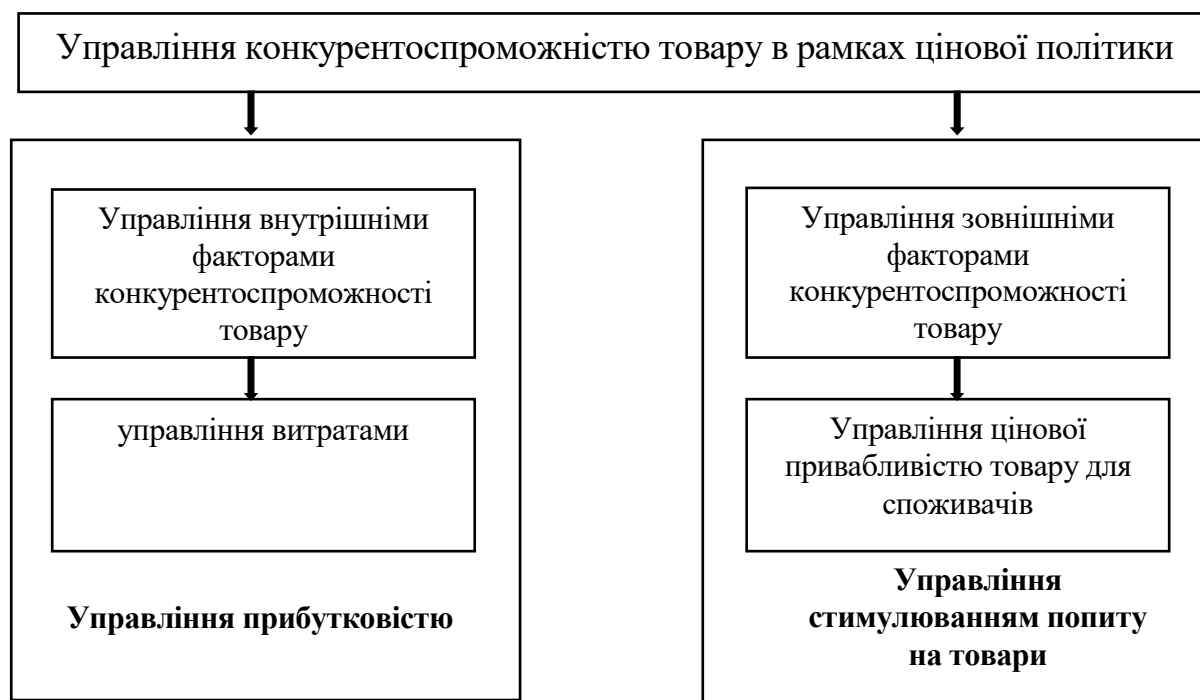 Управління конкурентоспроможністю товару в рамках цінової політики
Управління внутрішніми
факторами
конкурентоспроможності
товару
управління витратами
Управління прибутковістю
Управління зовнішніми
факторами
конкурентоспроможності
товару
Управління цінової
привабливістю товару для
споживачів
Управління
стимулюванням попиту
на товари